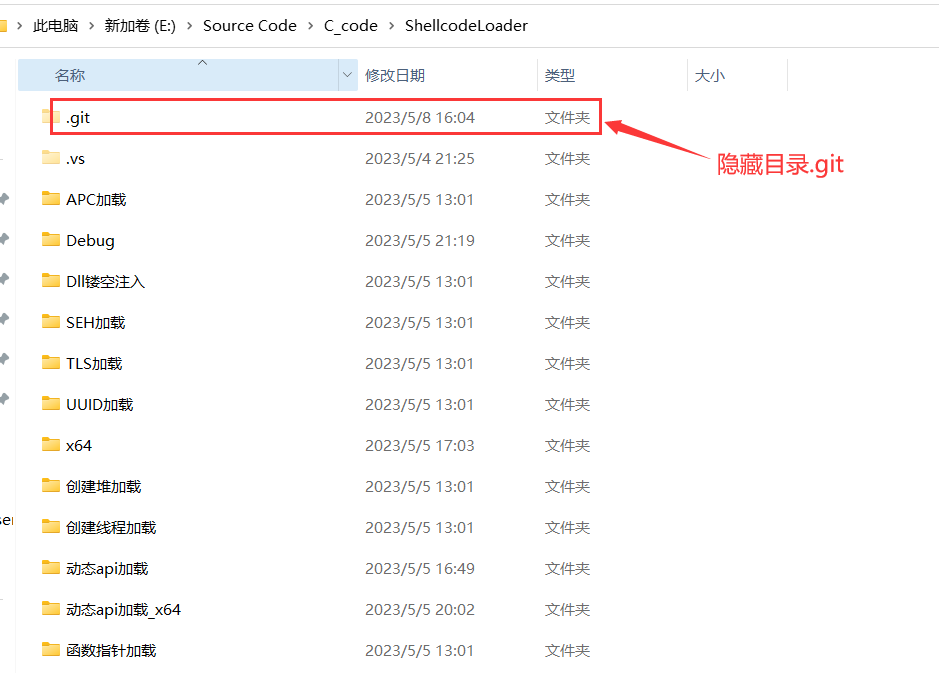 此电脑 > 新加卷 (E:) > Source Code > C_code > ShellcodeLoader
名称 修改日期 类型 大小
.git 2023/5/8 16:04 文件夹
隐藏目录.git
.vs 2023/5/4 21:25 文件夹
APC加载 2023/5/5 13:01 文件夹
Debug 2023/5/5 21:19 文件夹
Dll镂空注入 2023/5/5 13:01 文件夹
SEH加载 2023/5/5 13:01 文件夹
TLS加载 2023/5/5 13:01 文件夹
UUID加载 2023/5/5 13:01 文件夹
x64 2023/5/5 17:03 文件夹
创建堆加载 2023/5/5 13:01 文件夹
创建线程加载 2023/5/5 13:01 文件夹
动态api加载 2023/5/5 16:49 文件夹
动态api加载_x64 2023/5/5 20:02 文件夹
函数指针加载 2023/5/5 13:01 文件夹